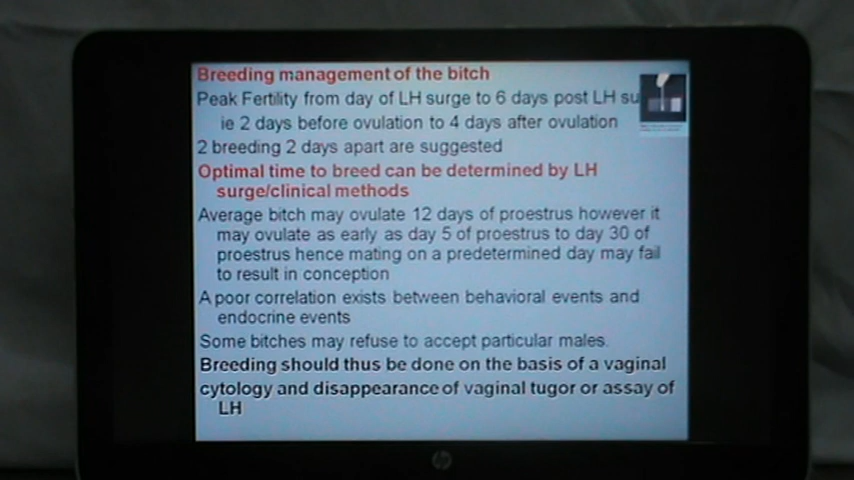 Breeding management of the bitch
Peak Fertility from day of LH surge to 6 days post LH su
ie 2 days before ovulation to 4 days after ovulation
2 breeding 2 days apart are suggested
Optimal time to breed can be determined by LH
surge/clinical methods
Average bitch may ovulate 12 days of proestrus however it
may ovulate as early as day 5 of proestrus to day 30 of
proestrus hence mating on a predetermined day may fail
to result in conception
A poor correlation exists between behavioral events and
endocrine events
Some bitches may refuse to accept particular males.
Breeding should thus be done on the basis of a vaginal
cytology and disappearance of vaginal tugor or assay of
LH
hp